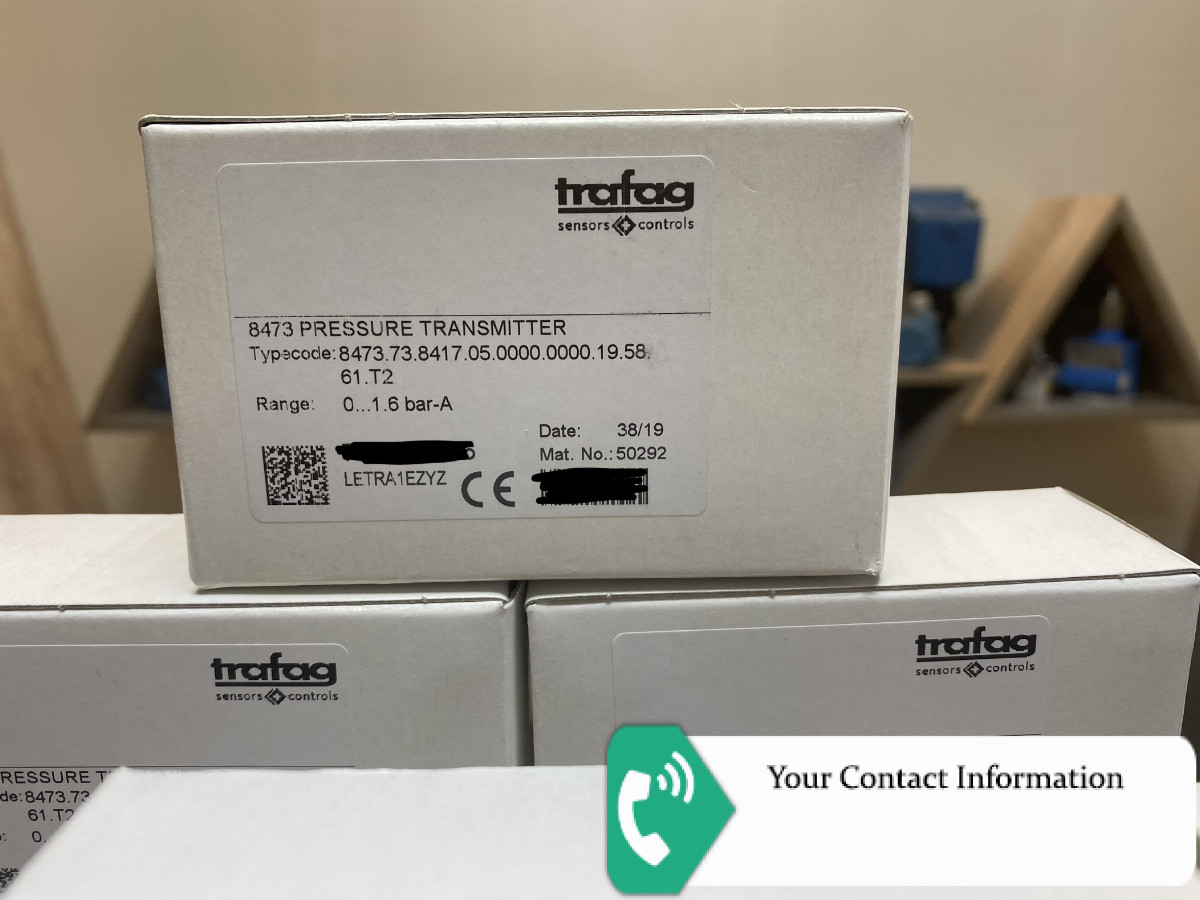 trafag
sensors controls
8473 PRESSURE TRANSMITTER
Typecode: 8473.73.8417.05.0000.0000.19.58.
61.T2
Range: 0...1.6 bar-A
Date: 38/19
Mat. No.: 50292
LETRA1EZYZ
CE
trafag
sensors controls
PRESSURE
de: 8473.73
61.T2
0.
trafag
sensors controls
Your Contact Information